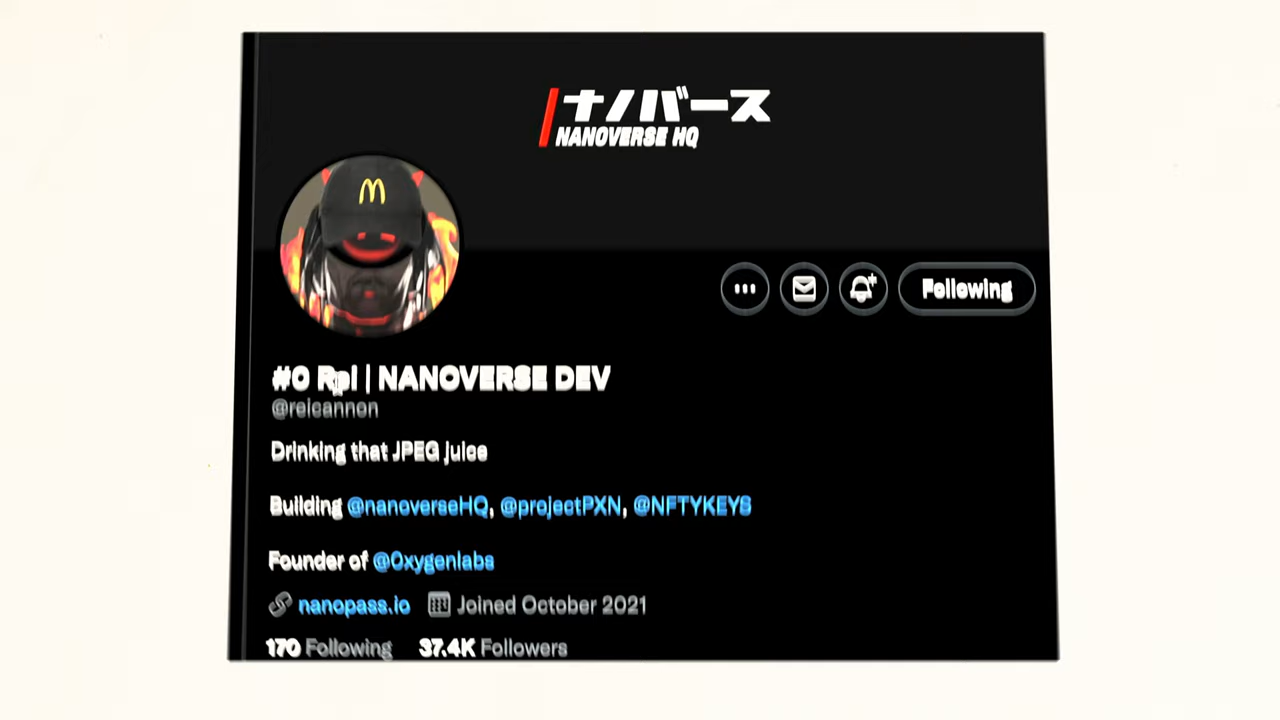 ナノバース
NANOVERSE HQ
Following
#0 Rei | NANOVERSE DEV
@reicannon
Drinking that JPEG juice
Building @nanoverseHQ, @projectPXN, @NFTYKEYS
Founder of @0xygenlabs
nanopass.io Joined October 2021
170 Following 37.4K Followers